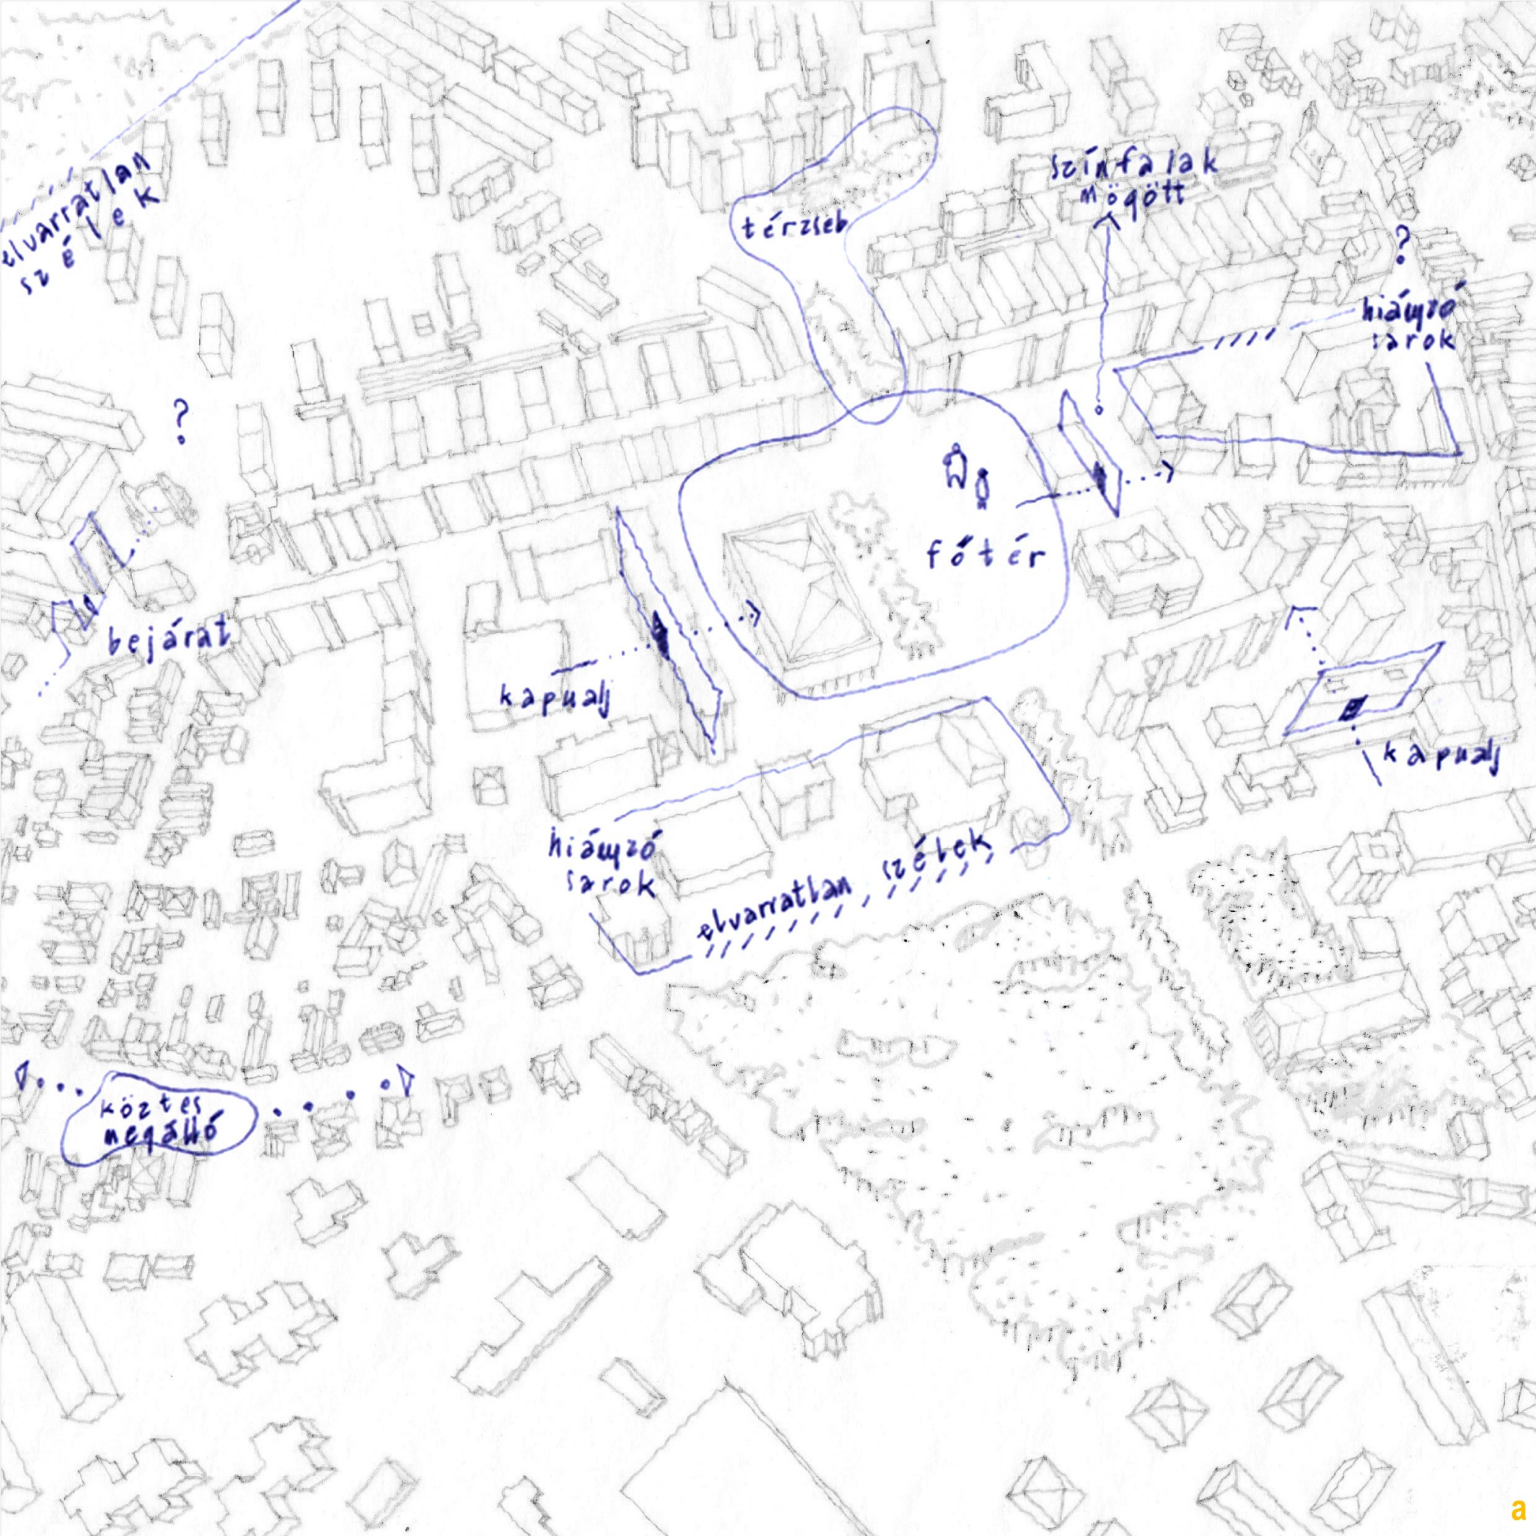 elvarratlan
szélek
térzseb
színfalak
mögött
?
hiányzó
sarok
?
főtér
bejárat
kapualj
kapualj
hiányzó
sarok
elvarratlan szélek
köztes
megálló
a